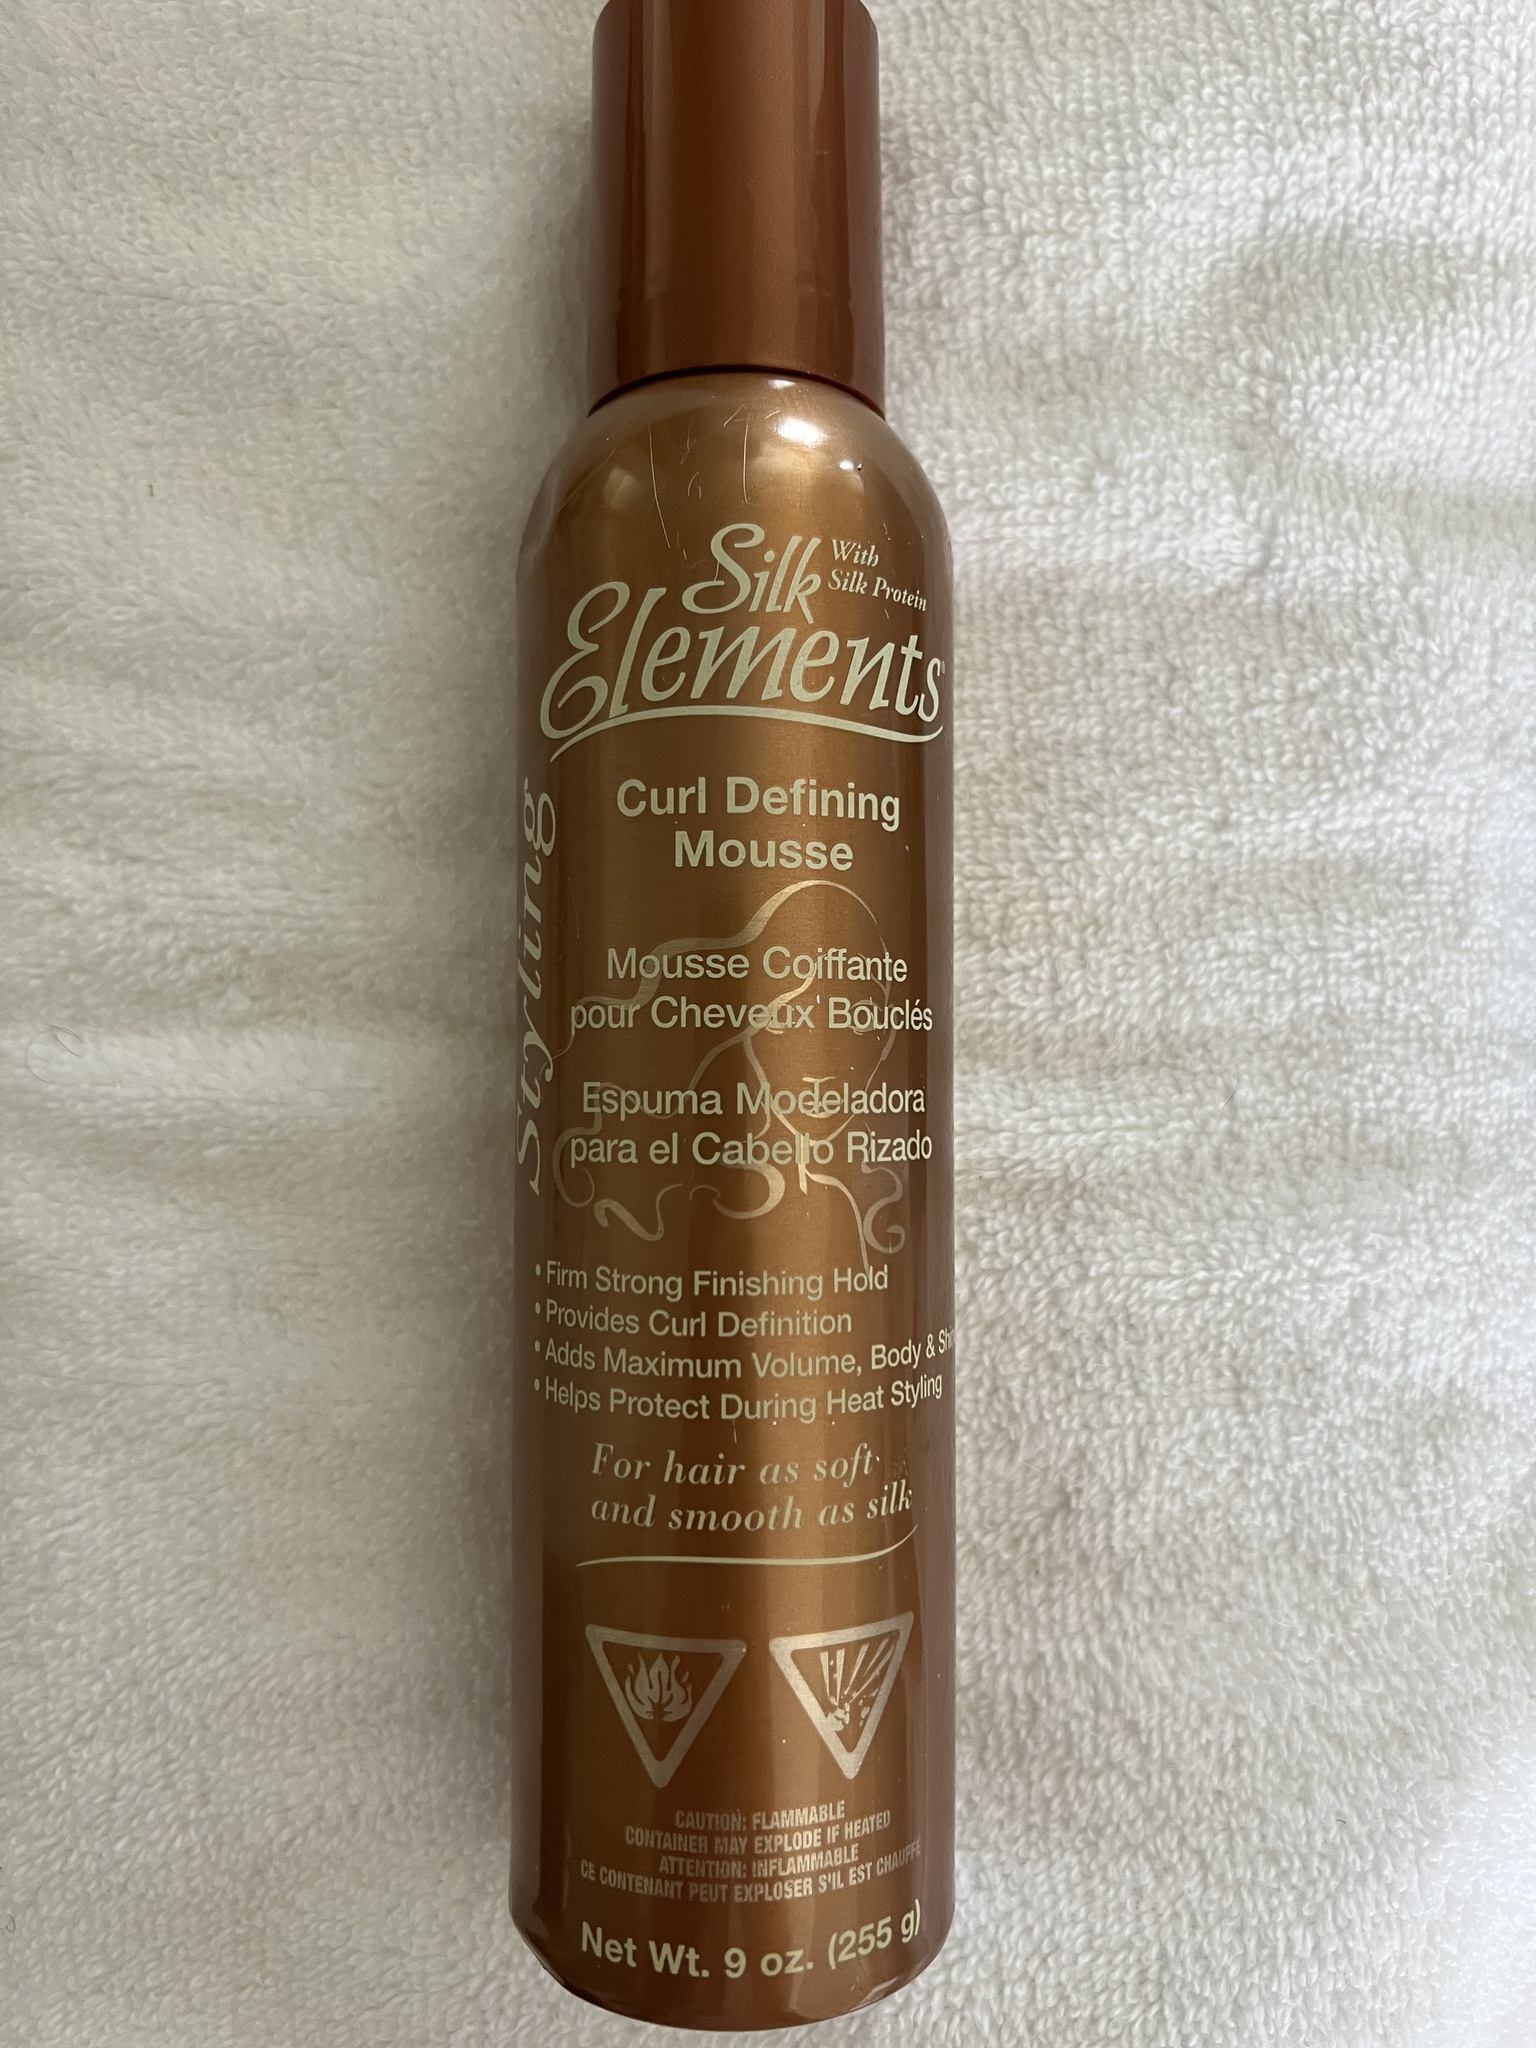 Silk
With
Silk Protein
Elements®
Styling
Curl Defining
Mousse
Mousse Coiffante
pour Cheveux Bouclés
Espuma Modeladora
para el Cabello Rizado
• Firm Strong Finishing Hold
• Provides Curl Definition
• Adds Maximum Volume, Body &
• Helps Protect During Heat Styling
For hair as soft
and smooth as silk
CAUTION: FLAMMABLE
CONTAINER MAY EXPLODE IF HEATED
ATTENTION: INFLAMMABLE
CE CONTENANT PEUT EXPLOSER S'IL EST CHAUFFÉ
Net Wt. 9 oz. (255 g)